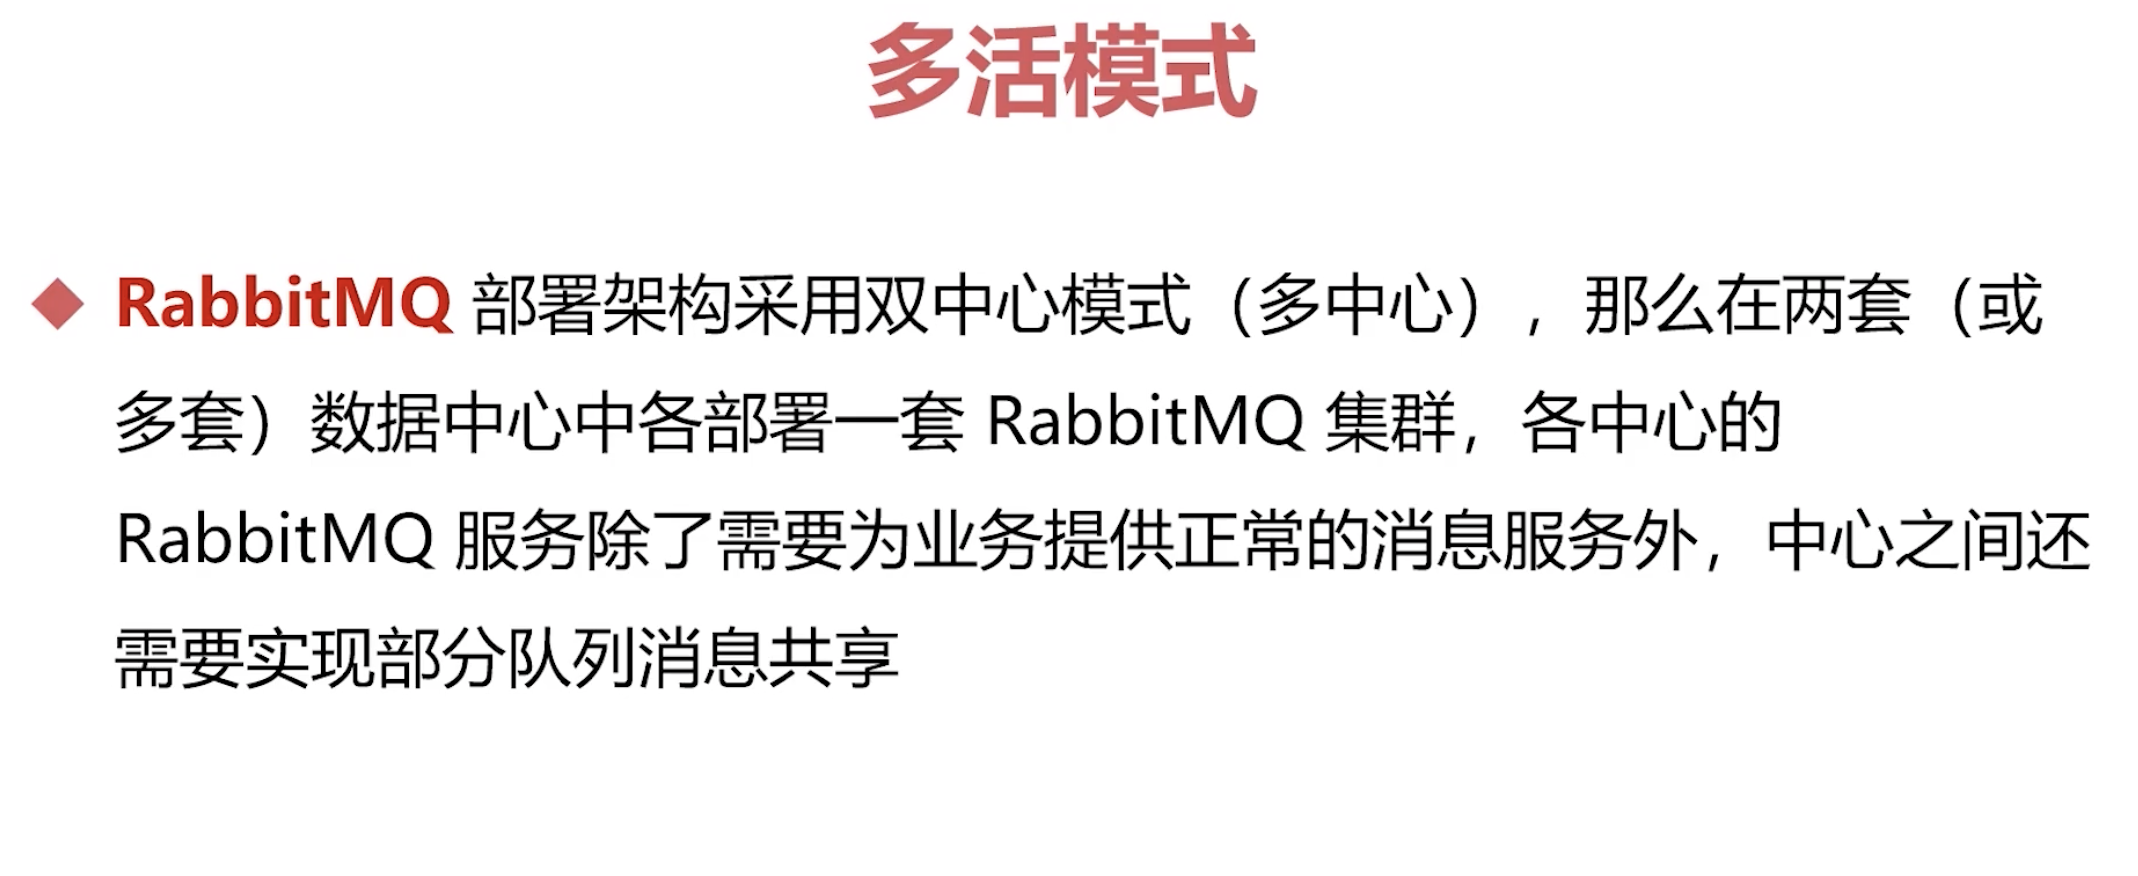 多活模式
RabbitMQ 部署架构采用双中心模式（多中心），那么在两套（或
多套）数据中心中各部署一套 RabbitMQ 集群，各中心的
RabbitMQ 服务除了需要为业务提供正常的消息服务外，中心之间还
需要实现部分队列消息共享